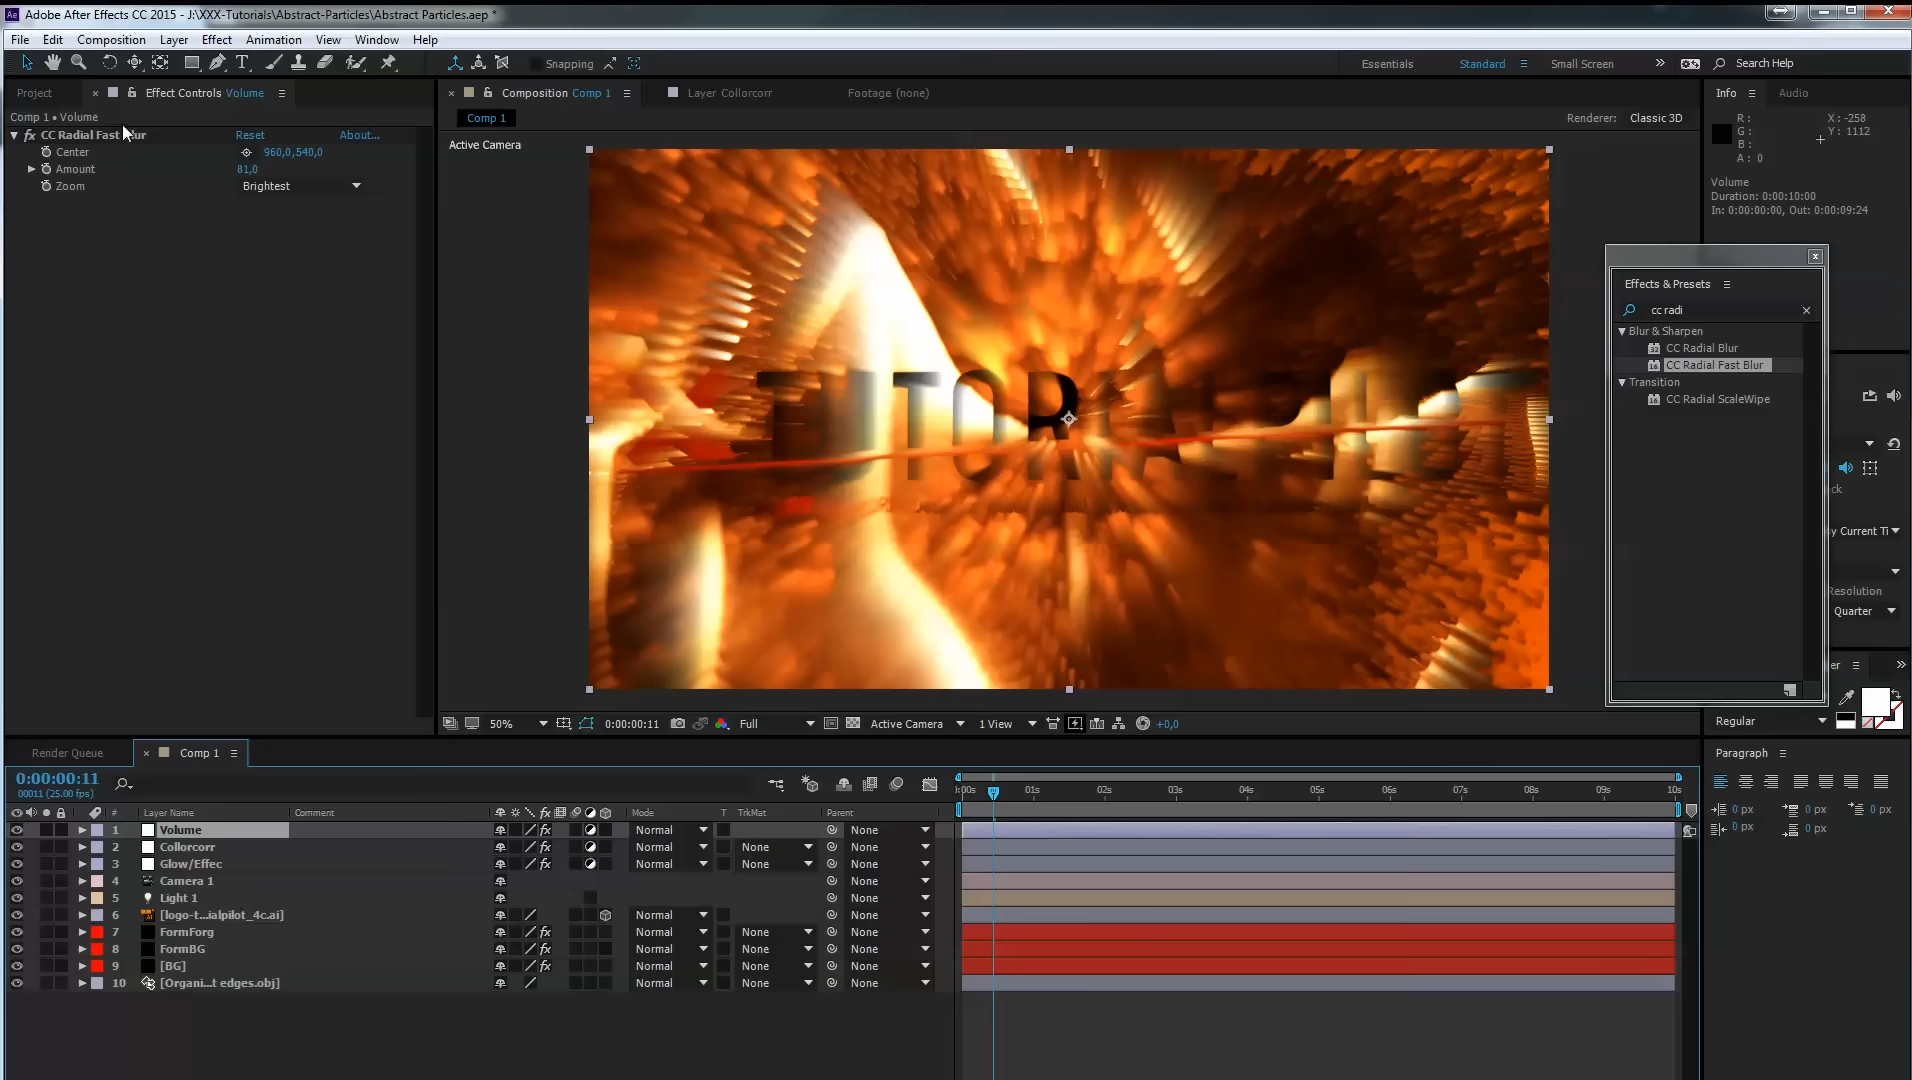 Adobe After Effects CC 2015 - J:\XXX-Tutorials\Abstract-Particles\Abstract Particles.aep *
File Edit Composition Layer Effect Animation View Window Help
Snapping Essentials Standard Small Screen Search Help
Project Effect Controls Volume
Comp 1 • Volume
CC Radial Fast Blur Reset About...
Center 960,0,540,0
Amount 81,0
Zoom Brightest
Composition Comp 1 Layer Collorcorr Footage (none)
Comp 1 Renderer: Classic 3D
Active Camera
TUTORIAL
50% 0:00:00:11 Full Active Camera 1 View +0,0
Info Audio
R : X : -258
G : Y : 1112
B :
A : 0
Volume
Duration: 0:00:10:00
In: 0:00:00:00, Out: 0:00:09:24
Effects & Presets
cc radi
Blur & Sharpen
CC Radial Blur
CC Radial Fast Blur
Transition
CC Radial ScaleWipe
ck
y Current Ti
esolution
Quarter
er
Regular
Paragraph
0 px 0 px 0 px
0 px 0 px
Render Queue Comp 1
0:00:00:11
00011 (25.00 fps)
# Layer Name Comment Mode T TrkMat Parent
:00s 01s 02s 03s 04s 05s 06s 07s 08s 09s 10s
1 Volume Normal None
2 Collorcorr Normal None None
3 Glow/Effec Normal None None
4 Camera 1 None
5 Light 1 None
6 [logo-t...ialpilot_4c.ai] Normal None
7 FormForg Normal None None
8 FormBG Normal None None
9 [BG] Normal None None
10 [Organi...t edges.obj] Normal None None